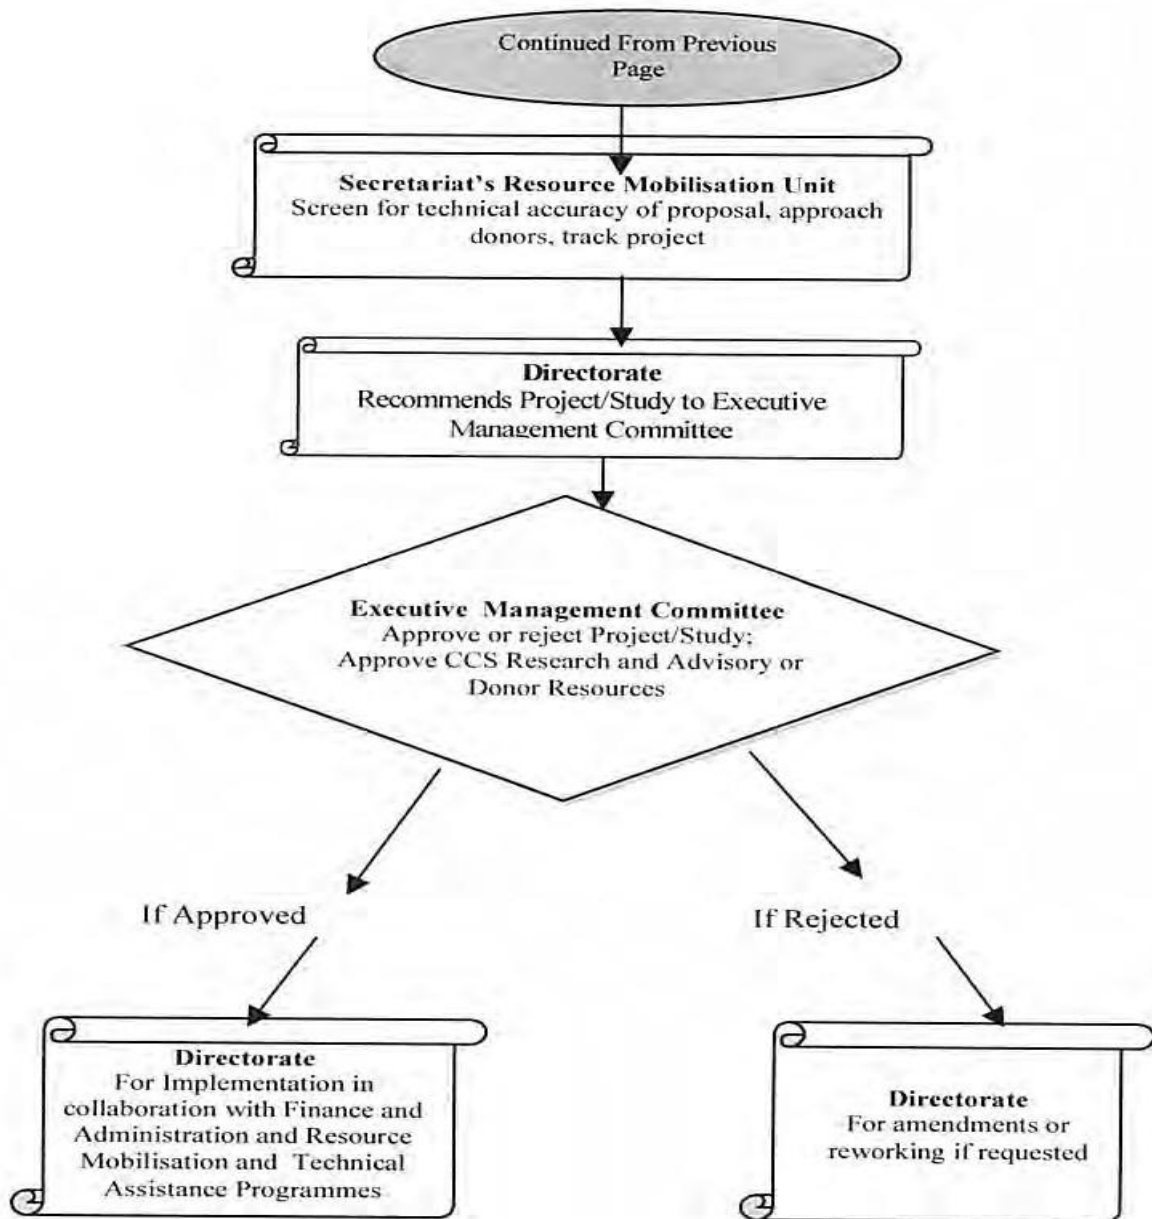 Continued From Previous
Page
Secretariat's Resource Mobilisation Unit
Screen for technical accuracy of proposal, approach
donors, track project
Directorate
Recommends Project/Study to Executive
Management Committee
Executive Management Committee
Approve or reject Project/Study;
Approve CCS Research and Advisory or
Donor Resources
If Approved
If Rejected
Directorate
For Implementation in
collaboration with Finance and
Administration and Resource
Mobilisation and Technical
Assistance Programmes
Directorate
For amendments or
reworking if requested